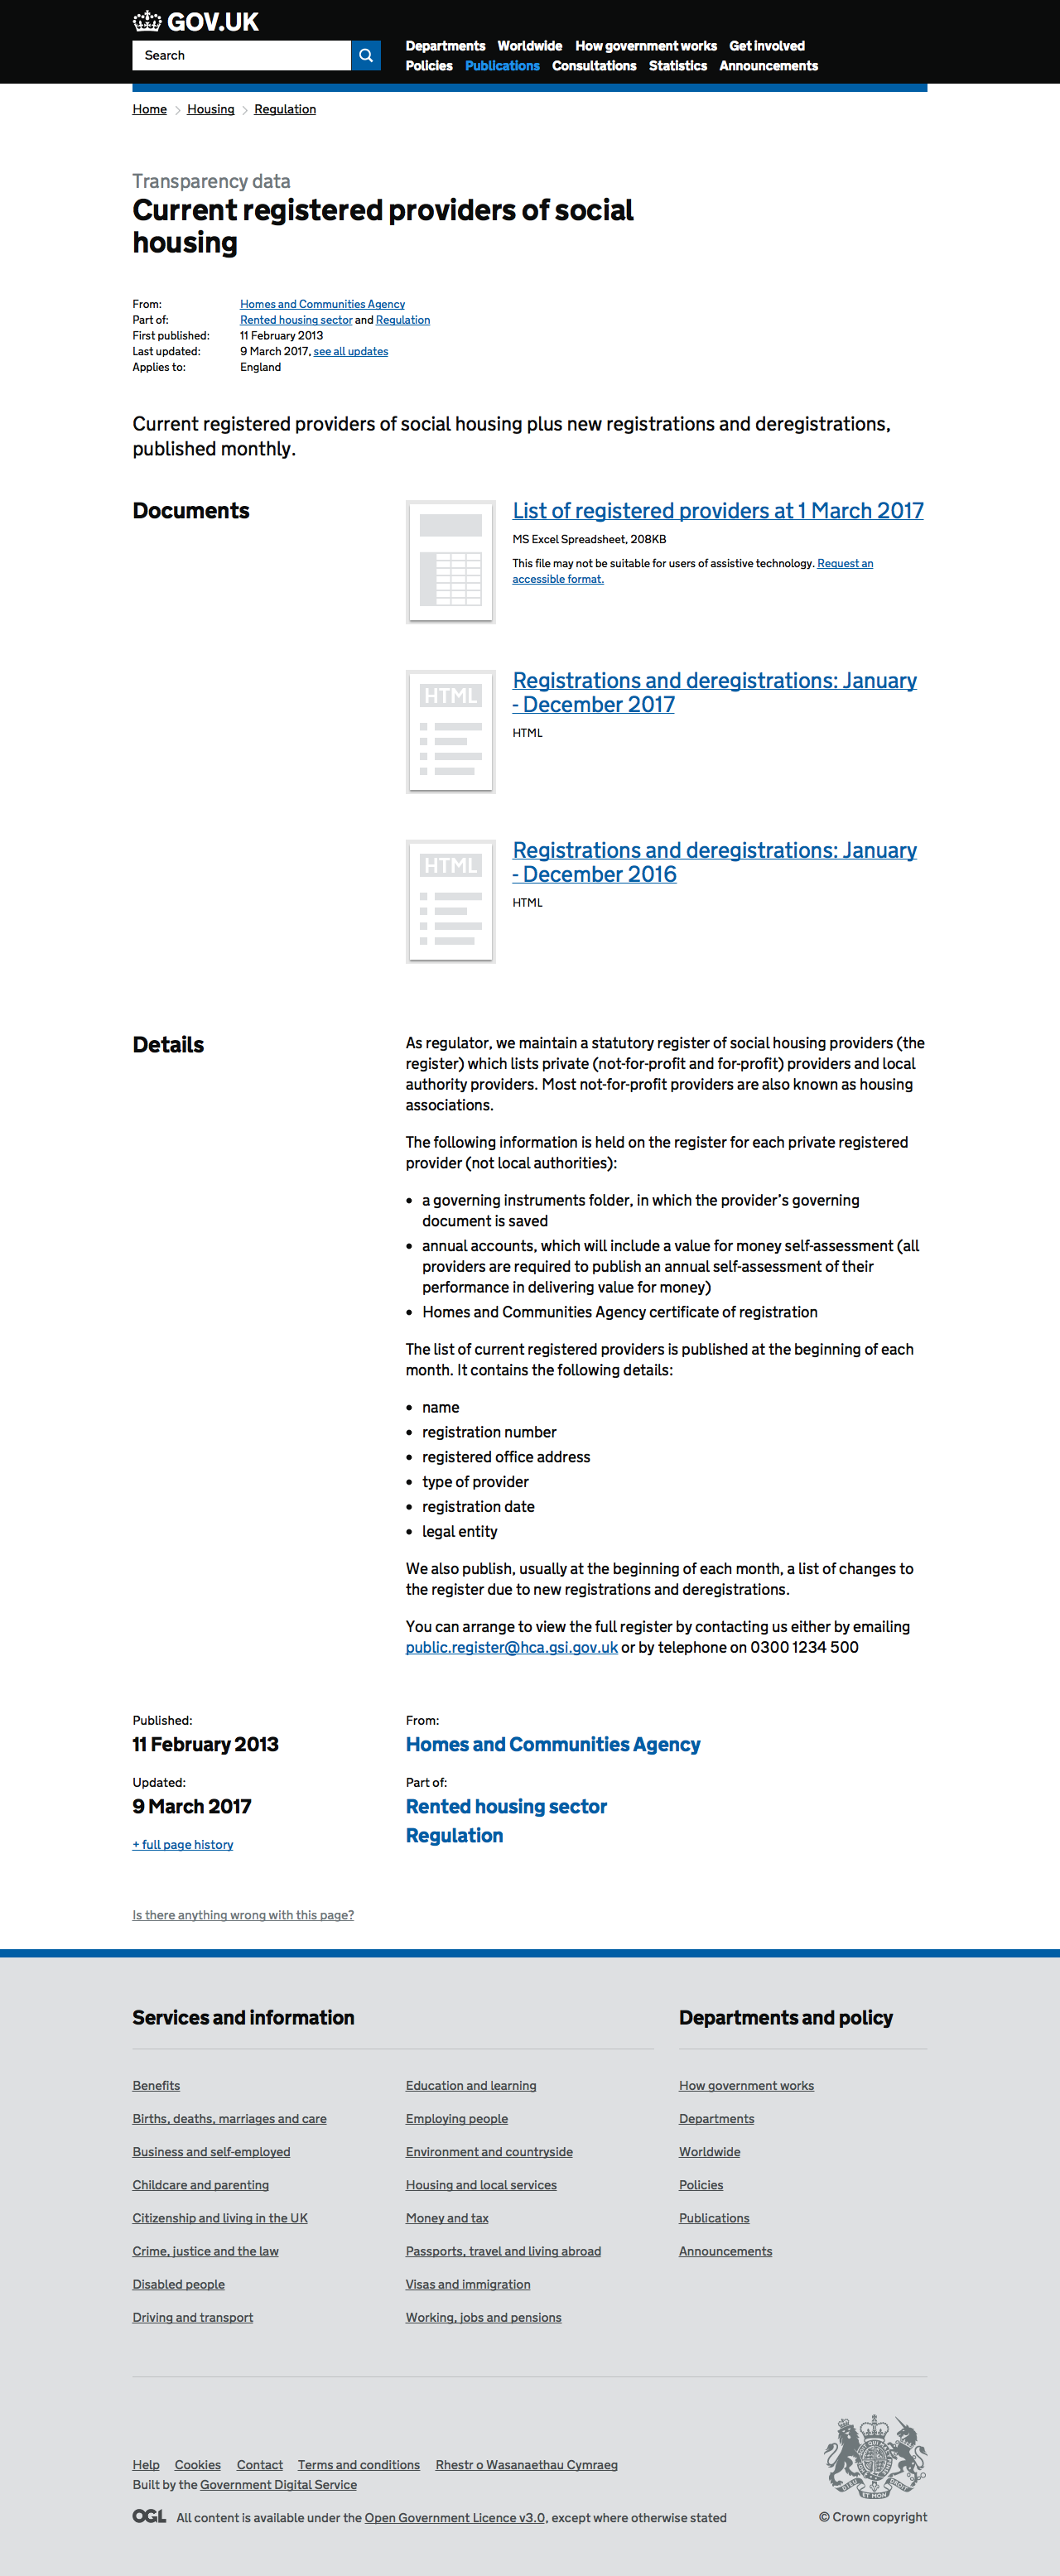 GOV.UK
Search
Departments Worldwide How government works Get involved
Policies Publications Consultations Statistics Announcements
Home Housing Regulation
Transparency data
Current registered providers of social
housing
From: Homes and Communities Agency
Part of: Rented housing sector and Regulation
First published: 11 February 2013
Last updated: 9 March 2017, see all updates
Applies to: England
Current registered providers of social housing plus new registrations and deregistrations,
published monthly.
Documents
List of registered providers at 1 March 2017
MS Excel Spreadsheet, 208KB
This file may not be suitable for users of assistive technology. Request an
accessible format.
HTML
Registrations and deregistrations: January
- December 2017
HTML
HTML
Registrations and deregistrations: January
- December 2016
HTML
Details
As regulator, we maintain a statutory register of social housing providers (the
register) which lists private (not-for-profit and for-profit) providers and local
authority providers. Most not-for-profit providers are also known as housing
associations.
The following information is held on the register for each private registered
provider (not local authorities):
• a governing instruments folder, in which the provider's governing
document is saved
• annual accounts, which will include a value for money self-assessment (all
providers are required to publish an annual self-assessment of their
performance in delivering value for money)
• Homes and Communities Agency certificate of registration
The list of current registered providers is published at the beginning of each
month. It contains the following details:
• name
• registration number
• registered office address
• type of provider
• registration date
• legal entity
We also publish, usually at the beginning of each month, a list of changes to
the register due to new registrations and deregistrations.
You can arrange to view the full register by contacting us either by emailing
public.register@hca.gsi.gov.uk or by telephone on 0300 1234 500
Published:
11 February 2013
Updated:
9 March 2017
+ full page history
From:
Homes and Communities Agency
Part of:
Rented housing sector
Regulation
Is there anything wrong with this page?
Services and information
Benefits
Births, deaths, marriages and care
Business and self-employed
Childcare and parenting
Citizenship and living in the UK
Crime, justice and the law
Disabled people
Driving and transport
Education and learning
Employing people
Environment and countryside
Housing and local services
Money and tax
Passports, travel and living abroad
Visas and immigration
Working, jobs and pensions
Departments and policy
How government works
Departments
Worldwide
Policies
Publications
Announcements
Help Cookies Contact Terms and conditions Rhestr o Wasanaethau Cymraeg
Built by the Government Digital Service
OGL All content is available under the Open Government Licence v3.0, except where otherwise stated
© Crown copyright